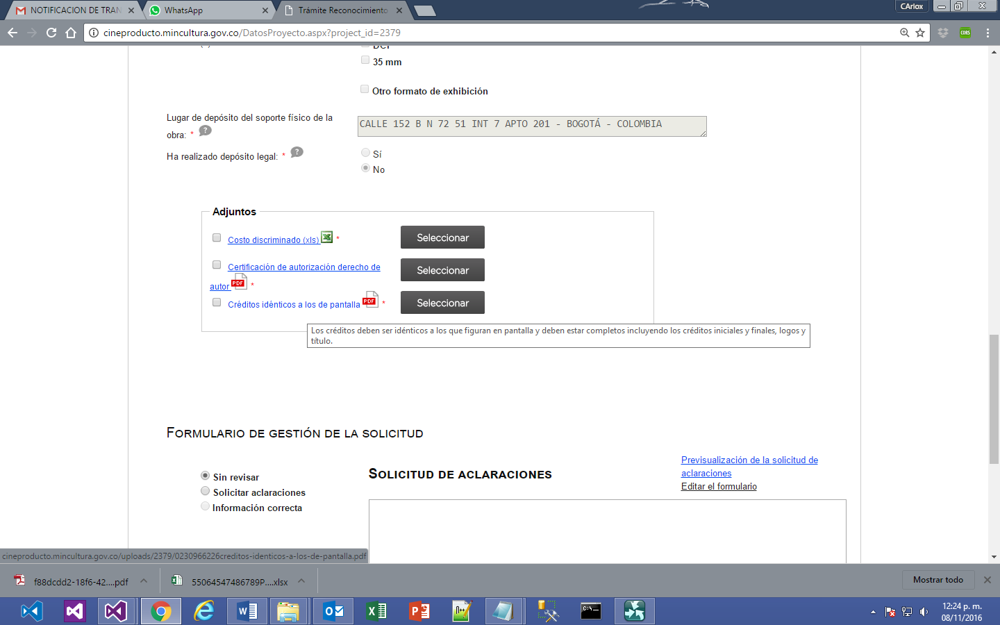 NOTIFICACION DE TRAN
WhatsApp
Trámite Reconocimiento
CArlox
cineproducto.mincultura.gov.co/DatosProyecto.aspx?project_id=2379
CORS
DCP
35 mm
Otro formato de exhibición
Lugar de depósito del soporte físico de la
obra: * ?
CALLE 152 B N 72 51 INT 7 APTO 201 - BOGOTÁ - COLOMBIA
Ha realizado depósito legal: * ?
Sí
No
Adjuntos
Costo discriminado (xls) *
Seleccionar
Certificación de autorización derecho de
autor PDF *
Seleccionar
Créditos idénticos a los de pantalla PDF *
Seleccionar
Los créditos deben ser idénticos a los que figuran en pantalla y deben estar completos incluyendo los créditos iniciales y finales, logos y
título.
FORMULARIO DE GESTIÓN DE LA SOLICITUD
Sin revisar
Solicitar aclaraciones
Información correcta
SOLICITUD DE ACLARACIONES
Previsualización de la solicitud de
aclaraciones
Editar el formulario
cineproducto.mincultura.gov.co/uploads/2379/0230966226creditos-identicos-a-los-de-pantalla.pdf
f88dcdd2-18f6-42....pdf
55064547486789P....xlsx
Mostrar todo
12:24 p. m.
08/11/2016